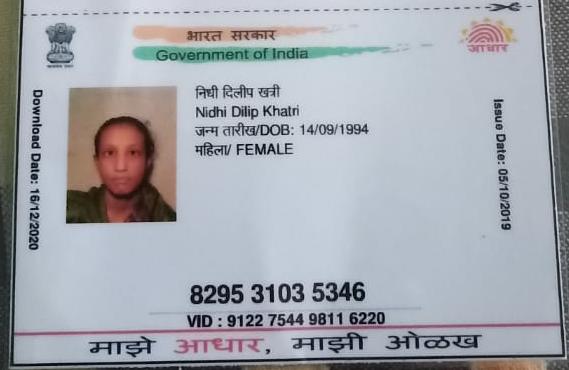 भारत सरकार
Government of India
आधार
निधी दिलीप खत्री
Nidhi Dilip Khatri
जन्म तारीख/DOB: 14/09/1994
महिला/ FEMALE
Download Date: 16/12/2020
Issue Date: 05/10/2019
8295 3103 5346
VID : 9122 7544 9811 6220
माझे आधार, माझी ओळख